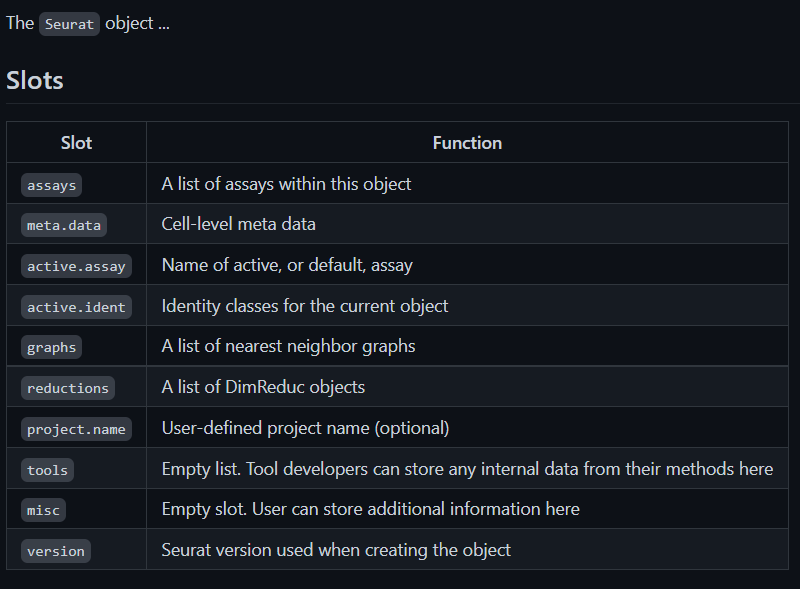 The Seurat object ...
Slots
Slot Function
assays A list of assays within this object
meta.data Cell-level meta data
active.assay Name of active, or default, assay
active.ident Identity classes for the current object
graphs A list of nearest neighbor graphs
reductions A list of DimReduc objects
project.name User-defined project name (optional)
tools Empty list. Tool developers can store any internal data from their methods here
misc Empty slot. User can store additional information here
version Seurat version used when creating the object